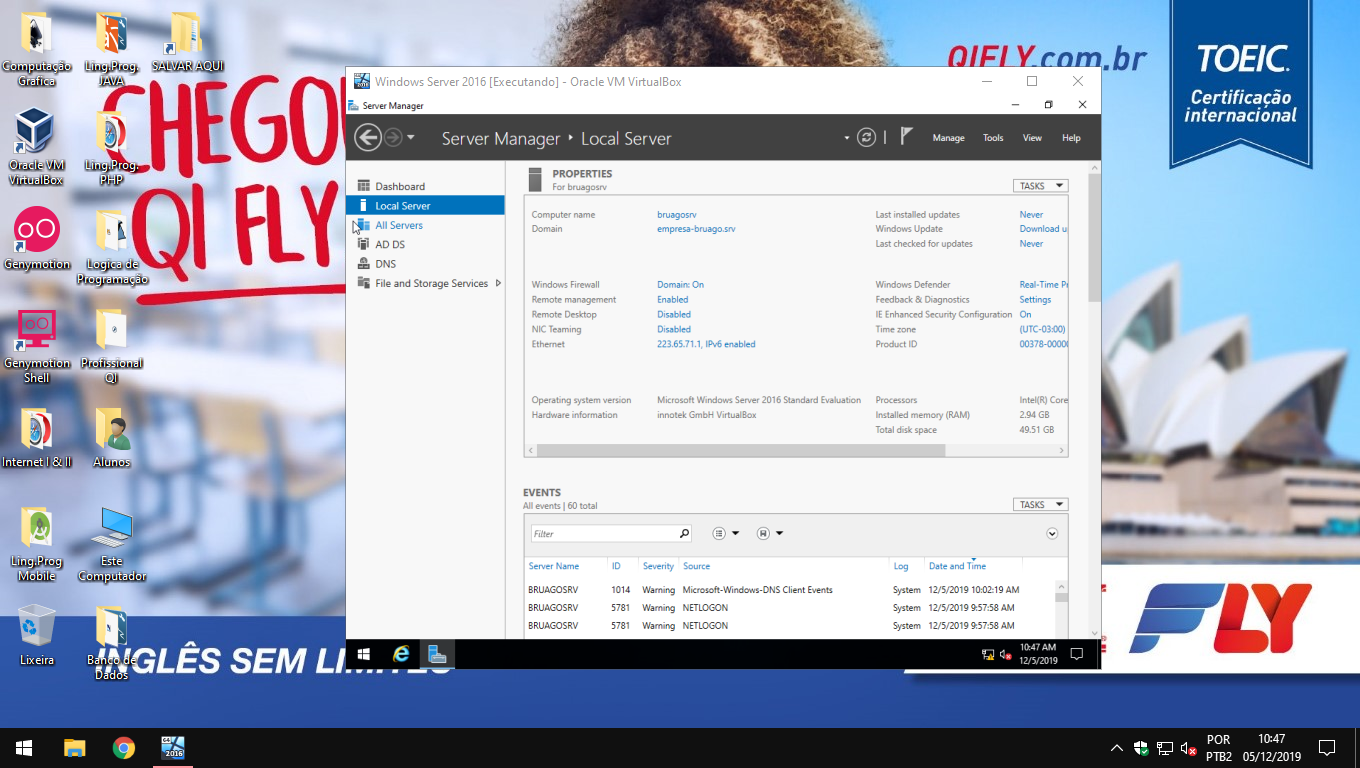 Computação
Gráfica
Ling.Prog.
JAVA
SALVAR AQUI
Oracle VM
VirtualBox
Ling.Prog.
PHP
Genymotion
Logica de
Programação
Genymotion
Shell
Profissional
QI
Internet I & II
Alunos
Ling.Prog
Mobile
Este
Computador
Lixeira
Banco de
Dados
QI FLY
INGLÊS SEM
QIFLY.com.br
TOEIC.
Certificação
internacional
FLY
Windows Server 2016 [Executando] - Oracle VM VirtualBox
Server Manager
Server Manager
Local Server
Manage
Tools
View
Help
Dashboard
Local Server
All Servers
AD DS
DNS
File and Storage Services
PROPERTIES
For bruagosrv
TASKS
Computer name bruagosrv Last installed updates Never
Domain empresa-bruago.srv Windows Update Download u
Last checked for updates Never
Windows Firewall Domain: On Windows Defender Real-Time Pr
Remote management Enabled Feedback & Diagnostics Settings
Remote Desktop Disabled IE Enhanced Security Configuration On
NIC Teaming Disabled Time zone (UTC-03:00)
Ethernet 223.65.71.1, IPv6 enabled Product ID 00378-0000
Operating system version Microsoft Windows Server 2016 Standard Evaluation Processors Intel(R) Core
Hardware information innotek GmbH VirtualBox Installed memory (RAM) 2.94 GB
Total disk space 49.51 GB
EVENTS
All events | 60 total
TASKS
Filter
Server Name ID Severity Source Log Date and Time
BRUAGOSRV 1014 Warning Microsoft-Windows-DNS Client Events System 12/5/2019 10:02:19 AM
BRUAGOSRV 5781 Warning NETLOGON System 12/5/2019 9:57:58 AM
BRUAGOSRV 5781 Warning NETLOGON System 12/5/2019 9:57:58 AM
10:47 AM
12/5/2019
2016
POR
PTB2
10:47
05/12/2019